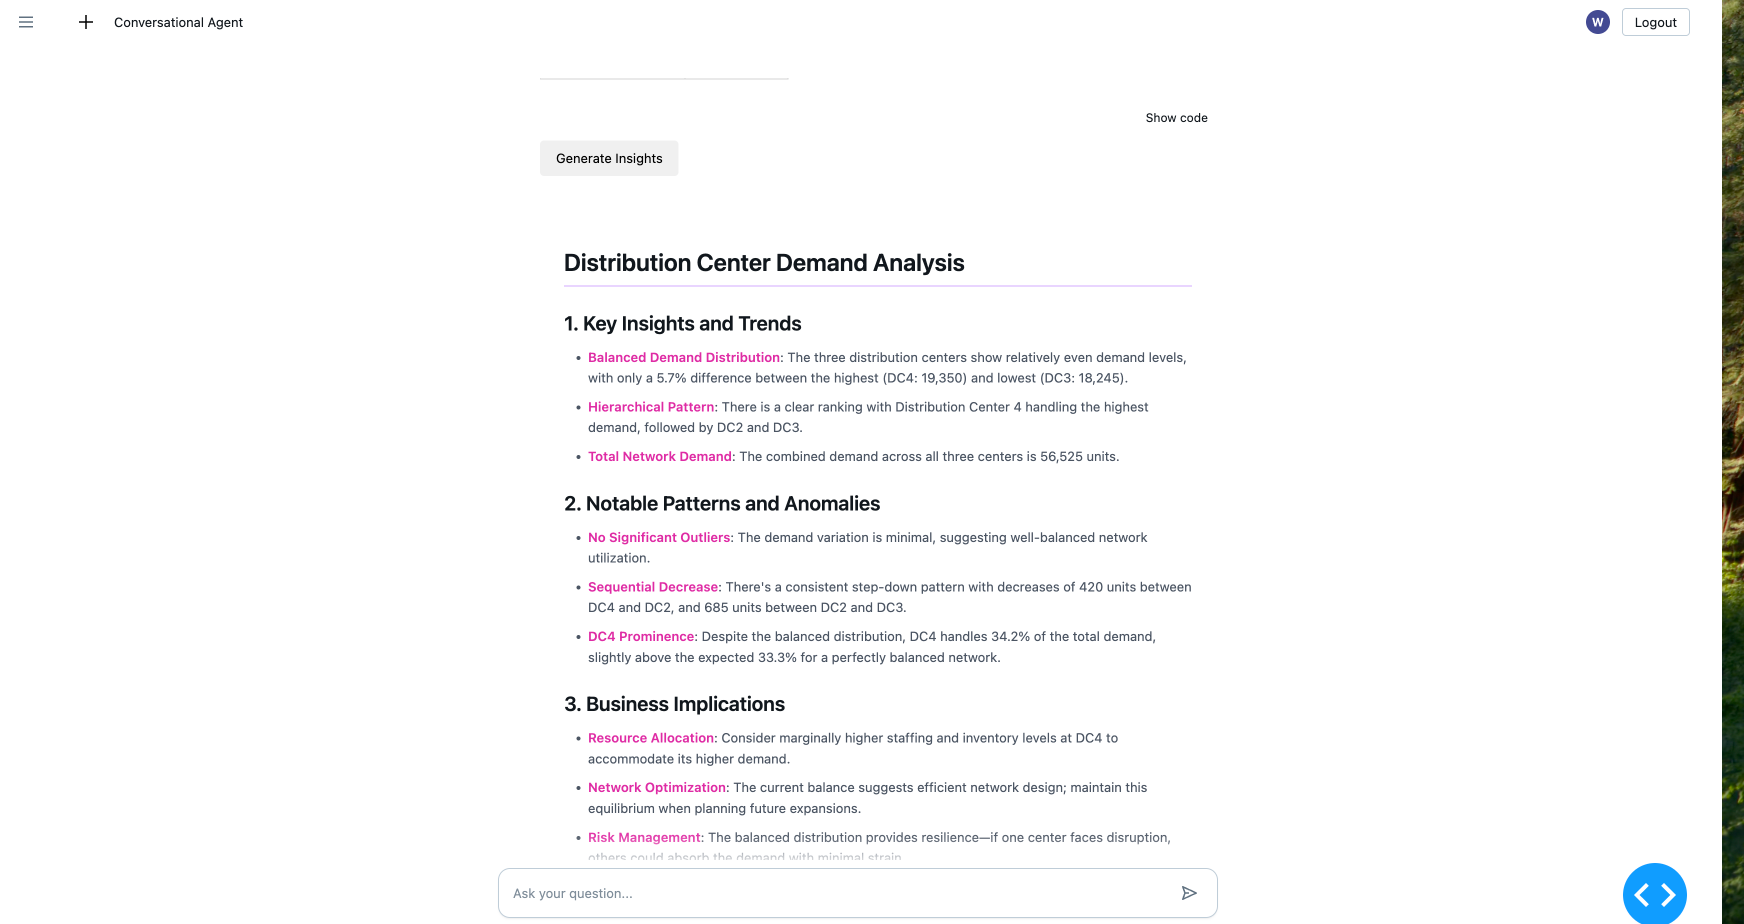 Conversational Agent
W
Logout
Show code
Generate Insights
Distribution Center Demand Analysis
1. Key Insights and Trends
• Balanced Demand Distribution: The three distribution centers show relatively even demand levels,
with only a 5.7% difference between the highest (DC4: 19,350) and lowest (DC3: 18,245).
• Hierarchical Pattern: There is a clear ranking with Distribution Center 4 handling the highest
demand, followed by DC2 and DC3.
• Total Network Demand: The combined demand across all three centers is 56,525 units.
2. Notable Patterns and Anomalies
• No Significant Outliers: The demand variation is minimal, suggesting well-balanced network
utilization.
• Sequential Decrease: There's a consistent step-down pattern with decreases of 420 units between
DC4 and DC2, and 685 units between DC2 and DC3.
• DC4 Prominence: Despite the balanced distribution, DC4 handles 34.2% of the total demand,
slightly above the expected 33.3% for a perfectly balanced network.
3. Business Implications
• Resource Allocation: Consider marginally higher staffing and inventory levels at DC4 to
accommodate its higher demand.
• Network Optimization: The current balance suggests efficient network design; maintain this
equilibrium when planning future expansions.
• Risk Management: The balanced distribution provides resilience—if one center faces disruption,
others could absorb the demand with minimal strain.
Ask your question...